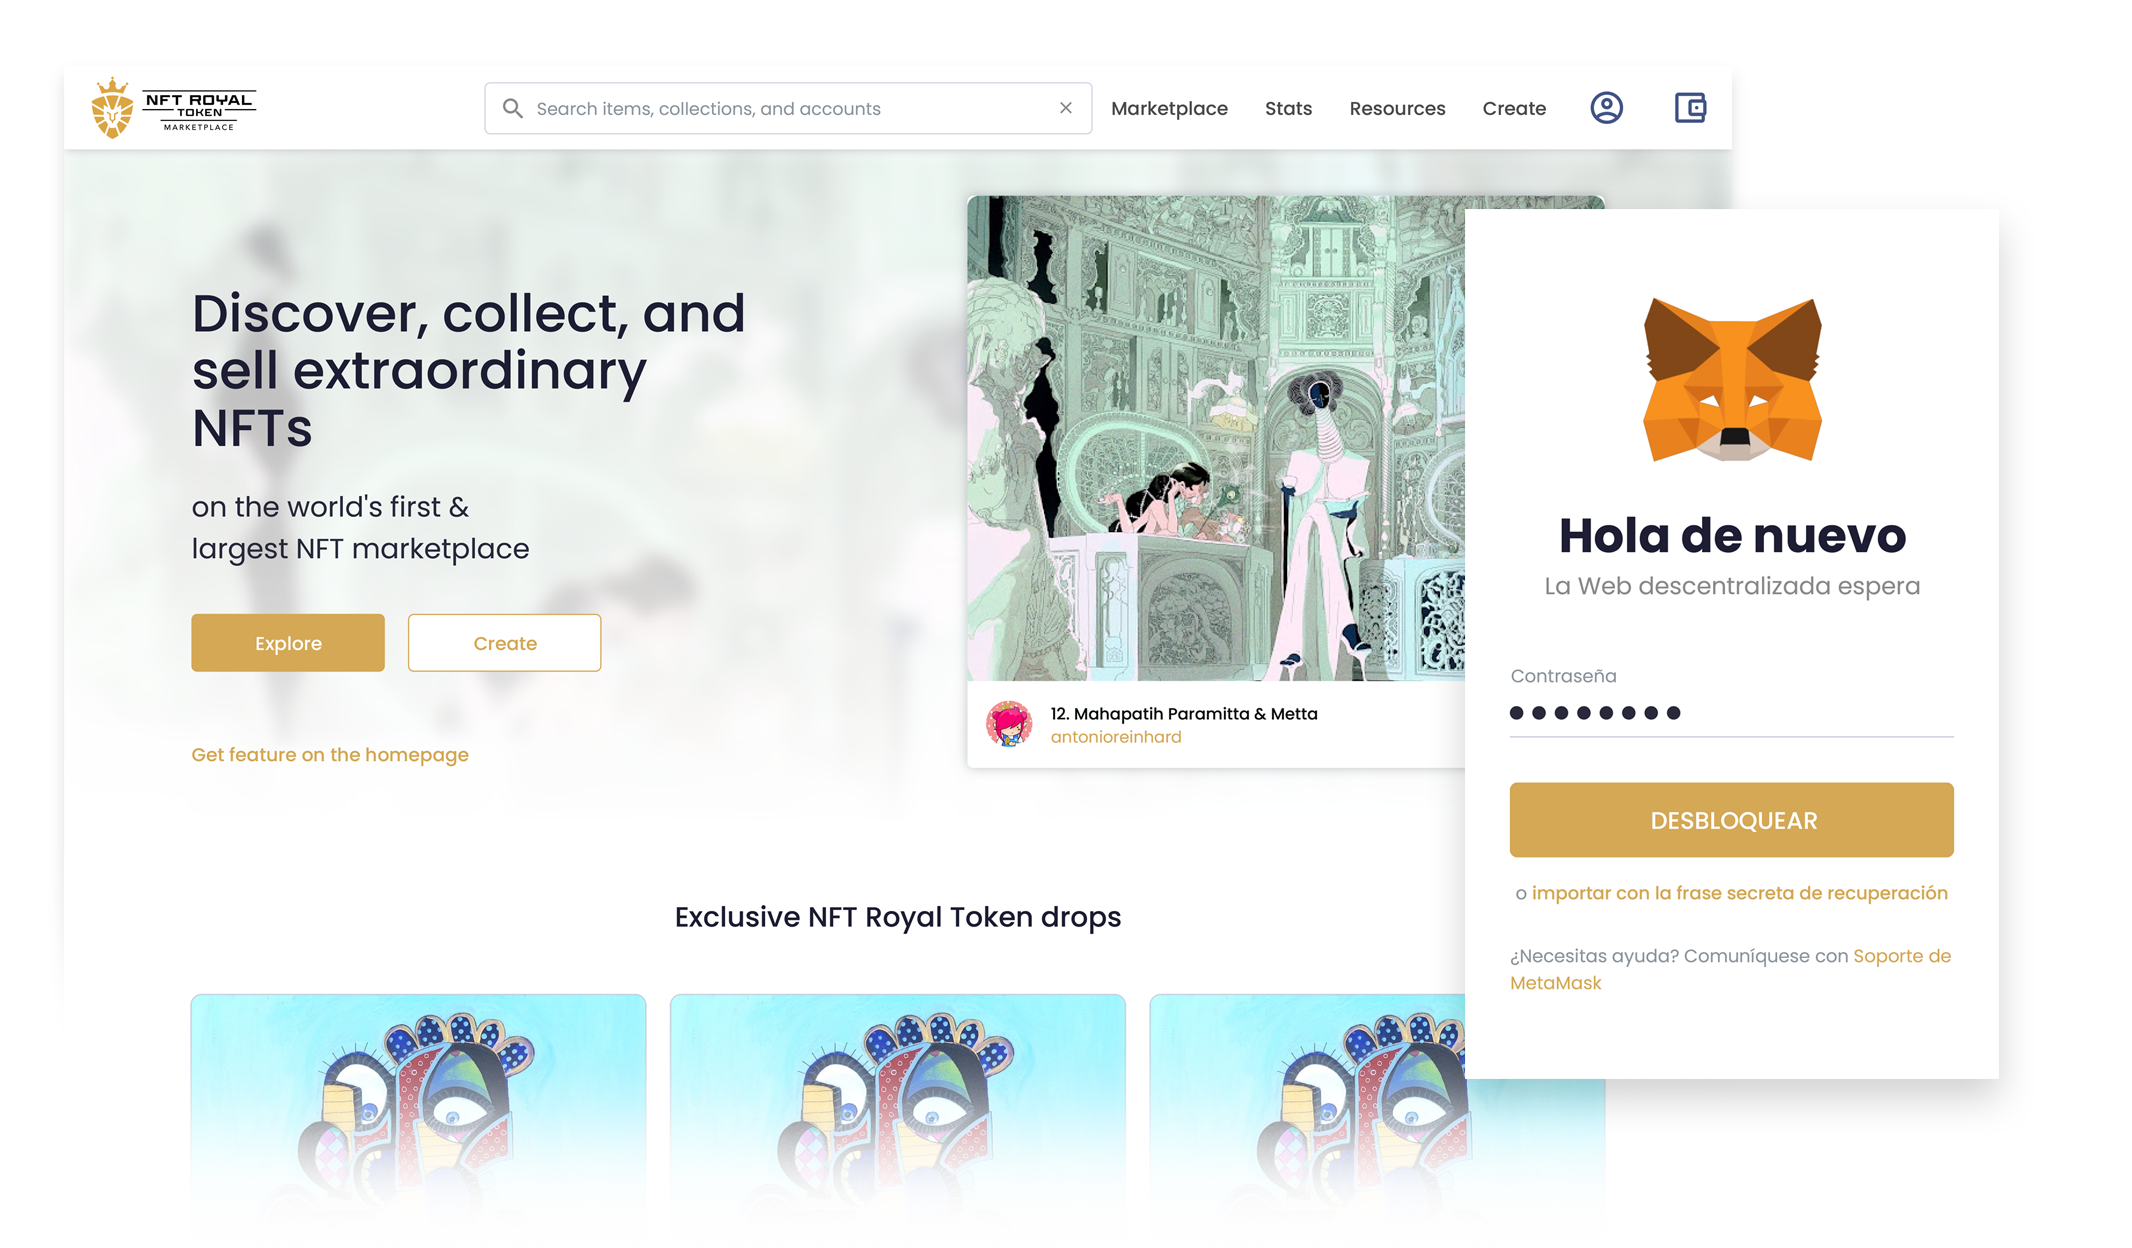 NFT ROYAL
TOKEN
MARKETPLACE
Search items, collections, and accounts
Marketplace
Stats
Resources
Create
Discover, collect, and
sell extraordinary
NFTs
on the world's first &
largest NFT marketplace
Explore
Create
Get feature on the homepage
12. Mahapatih Paramitta & Metta
antonioreinhard
Hola de nuevo
La Web descentralizada espera
Contraseña
DESBLOQUEAR
o importar con la frase secreta de recuperación
¿Necesitas ayuda? Comuníquese con Soporte de
MetaMask
Exclusive NFT Royal Token drops